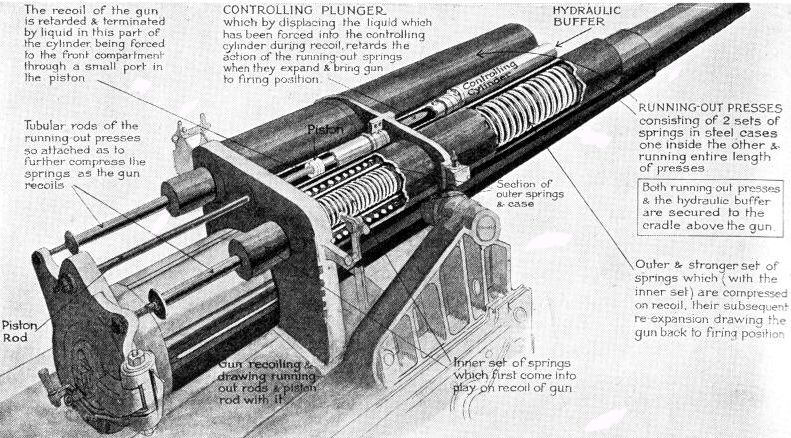 The recoil of the gun
is retarded & terminated
by liquid in this part of
the cylinder being forced
to the front compartment
through a small port in
the piston
CONTROLLING PLUNGER
which by displacing the liquid which
has been forced into the controlling
cylinder during recoil, retards the
action of the running-out springs
when they expand & bring gun
to firing position.
HYDRAULIC
BUFFER
Controlling
Cylinder
Piston
Tubular rods of the
running-out presses
so attached as to
further compress the
springs as the gun
recoils
RUNNING-OUT PRESSES
consisting of 2 sets of
springs in steel cases
one inside the other &
running entire length
of presses
Both running out presses
& the hydraulic buffer
are secured to the
cradle above the gun.
Section of
outer springs
& case
Outer & stronger set of
springs which (with the
inner set) are compressed
on recoil, their subsequent
re-expansion drawing the
gun back to firing position
Piston
Rod
Gun recoiling &
drawing running
out rods & piston
rod with it
Inner set of springs
which first come into
play on recoil of gun